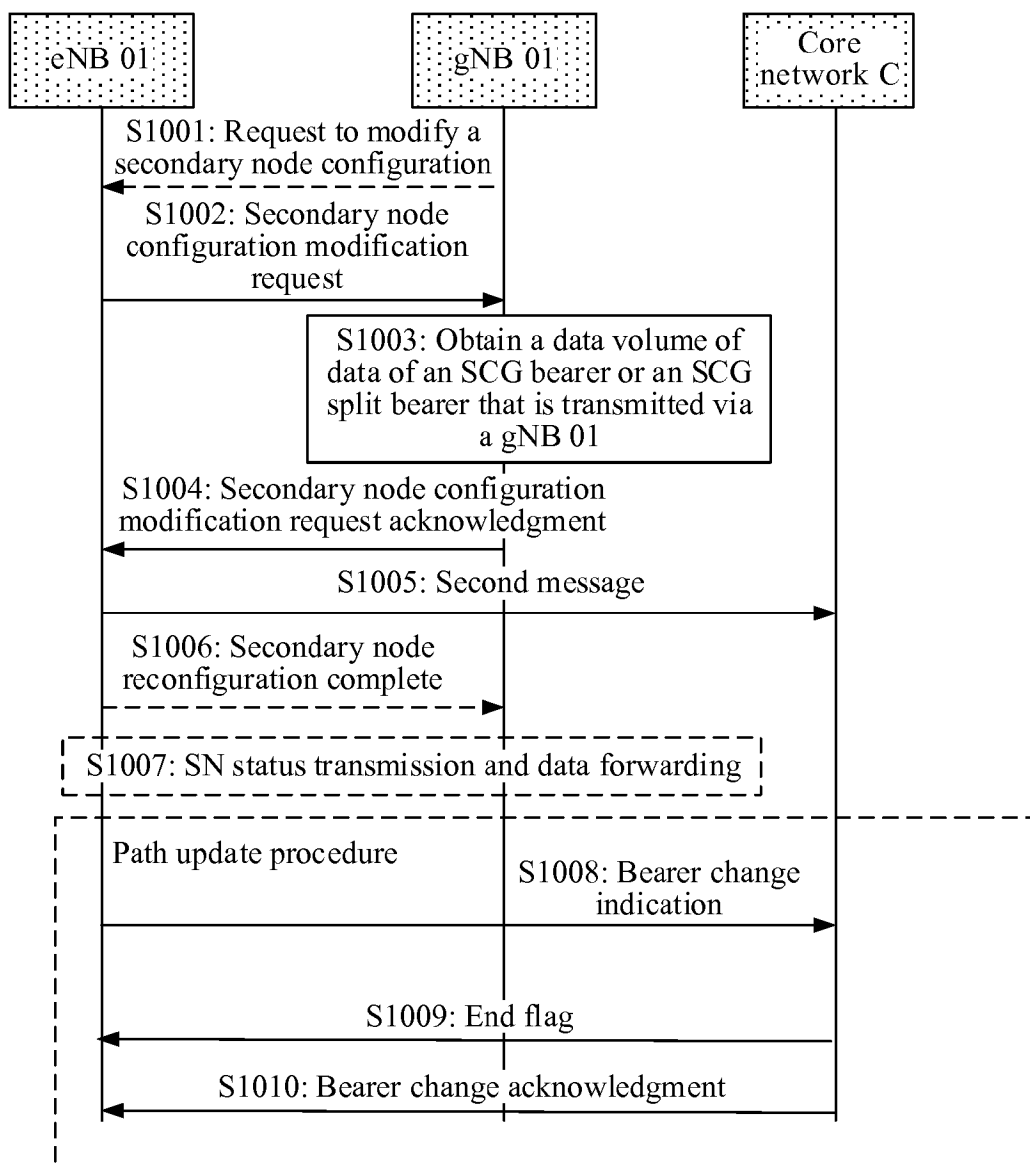 eNB 01
gNB 01
Core
network C
S1001: Request to modify a
secondary node configuration
S1002: Secondary node
configuration modification
request
S1003: Obtain a data volume of
data of an SCG bearer or an SCG
split bearer that is transmitted via
a gNB 01
S1004: Secondary node configuration
modification request acknowledgment
S1005: Second message
S1006: Secondary node
reconfiguration complete
S1007: SN status transmission and data forwarding
Path update procedure
S1008: Bearer change
indication
S1009: End flag
S1010: Bearer change acknowledgment